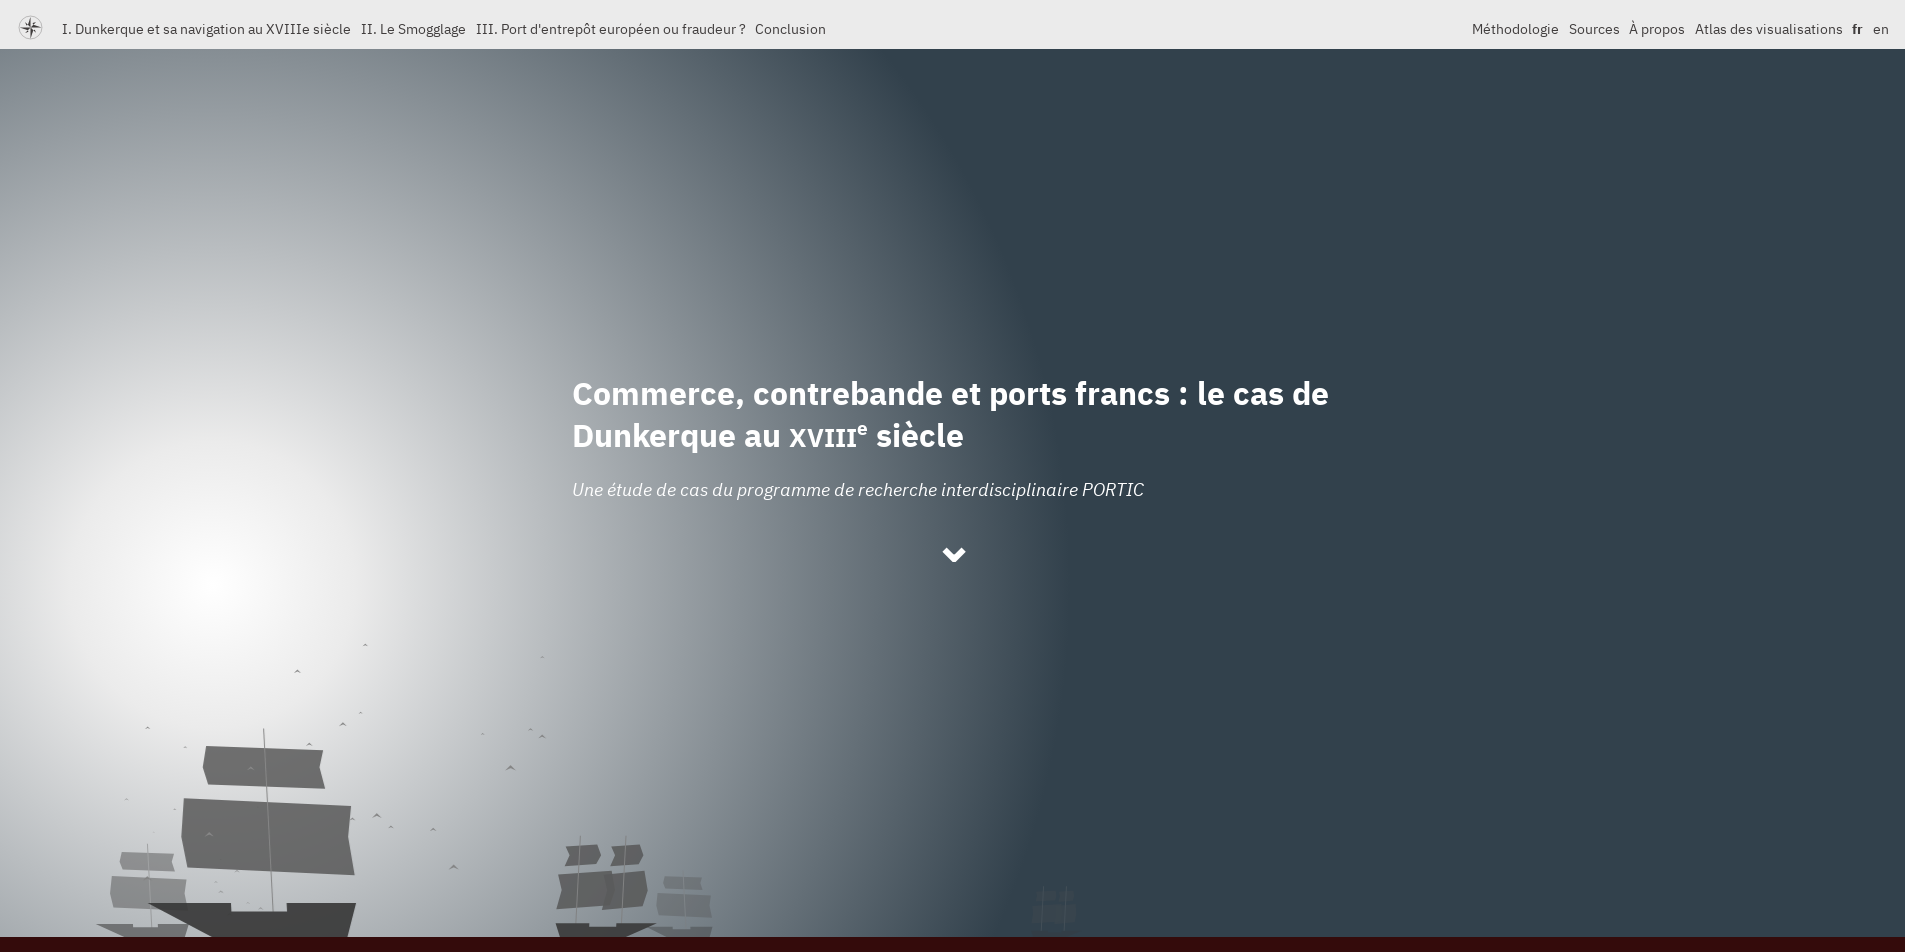 I. Dunkerque et sa navigation au XVIIIe siècle II. Le Smogglage III. Port d'entrepôt européen ou fraudeur ? Conclusion Méthodologie Sources À propos Atlas des visualisations fr en
Commerce, contrebande et ports francs : le cas de
Dunkerque au XVIIIe siècle
Une étude de cas du programme de recherche interdisciplinaire PORTIC